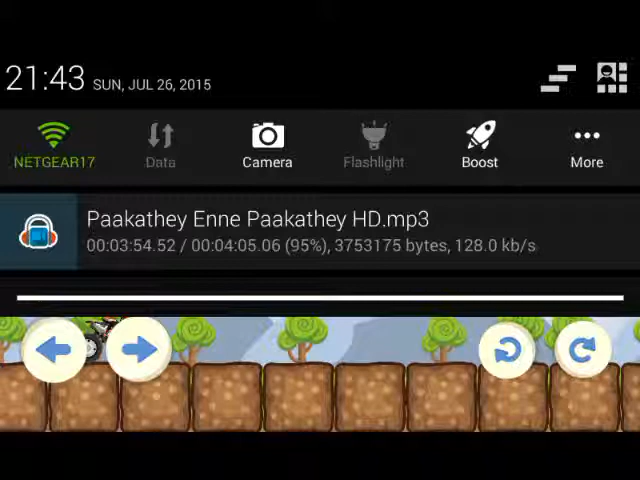 21:43 SUN, JUL 26, 2015
NETGEAR17 Data Camera Flashlight Boost More
Paakathey Enne Paakathey HD.mp3
00:03:54.52 / 00:04:05.06 (95%), 3753175 bytes, 128.0 kb/s